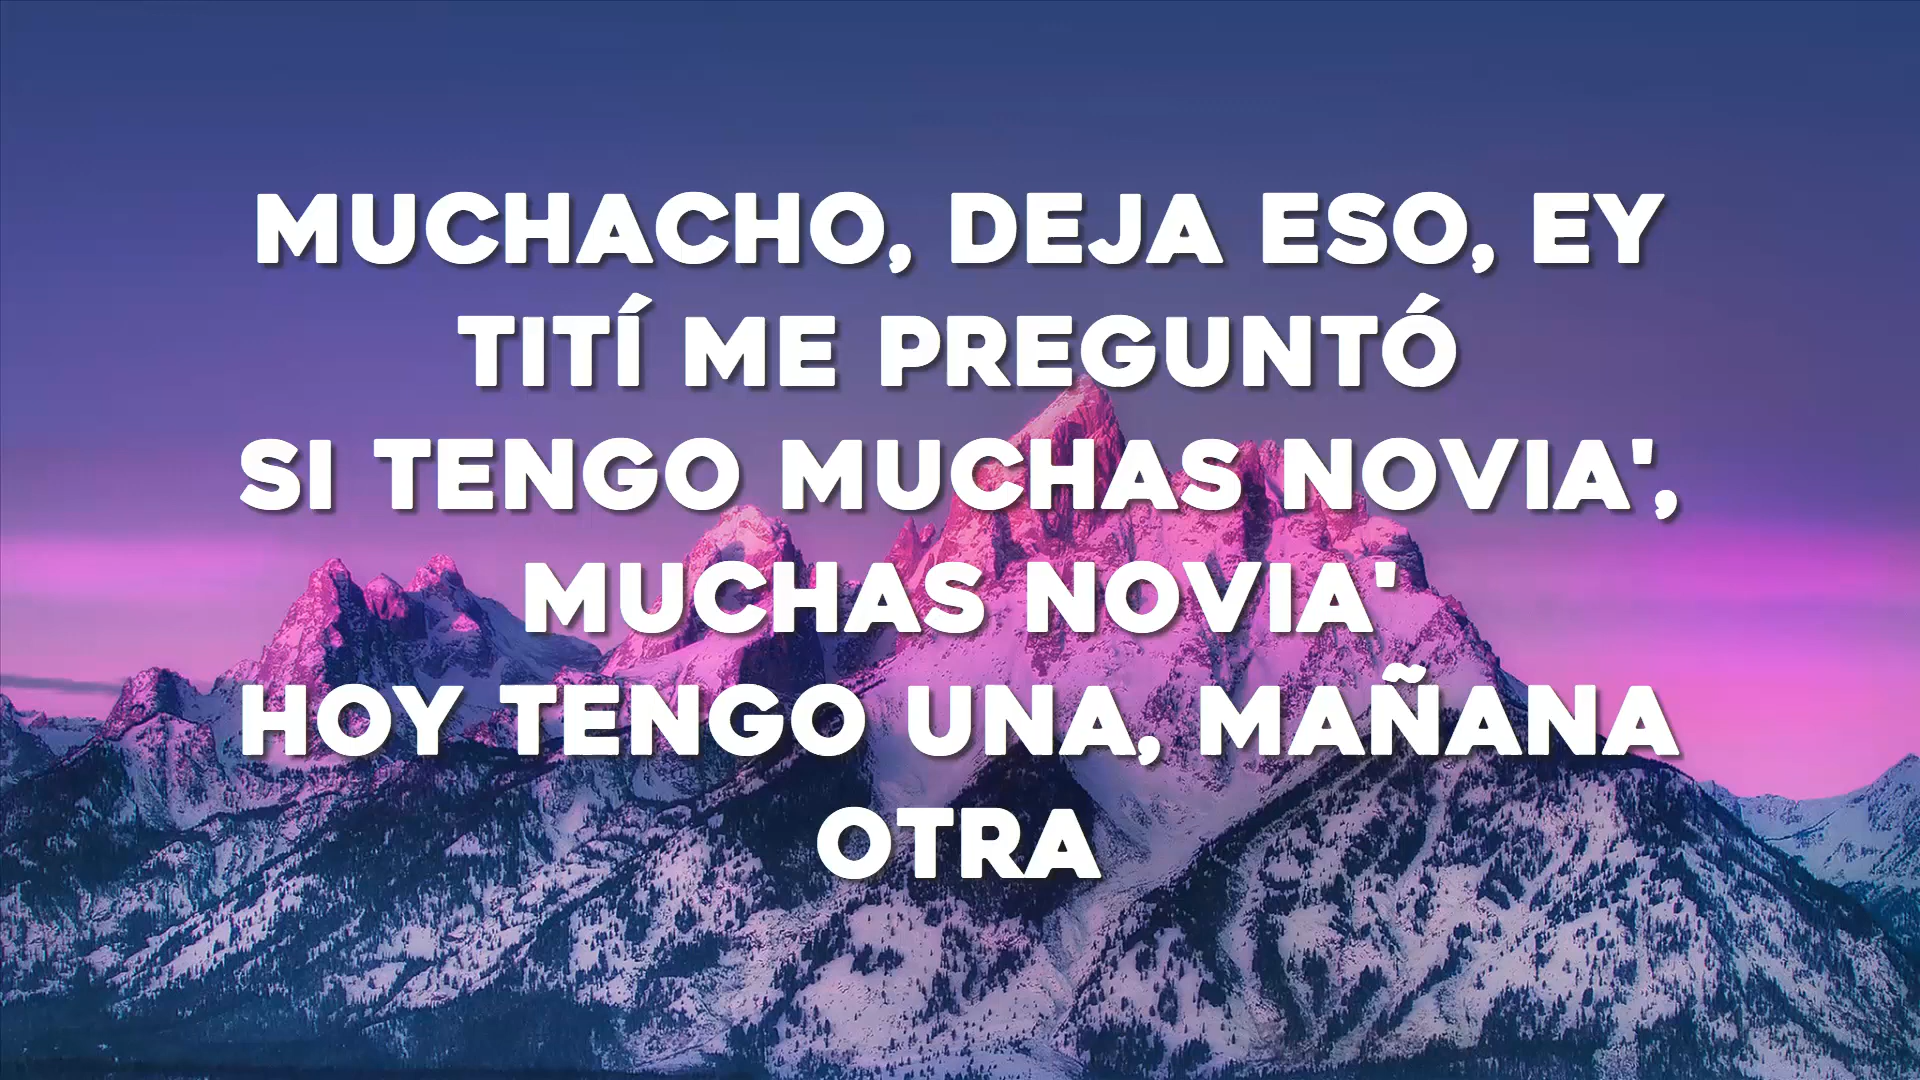 MUCHACHO, DEJA ESO, EY
TITÍ ME PREGUNTÓ
SI TENGO MUCHAS NOVIA',
MUCHAS NOVIA'
HOY TENGO UNA, MAÑANA
OTRA